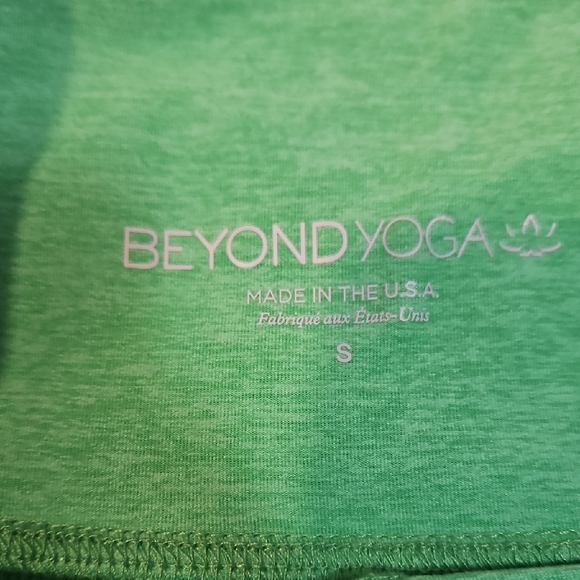 BEYOND YOGA
MADE IN THE U.S.A.
Fabriqué aux États-Unis
S